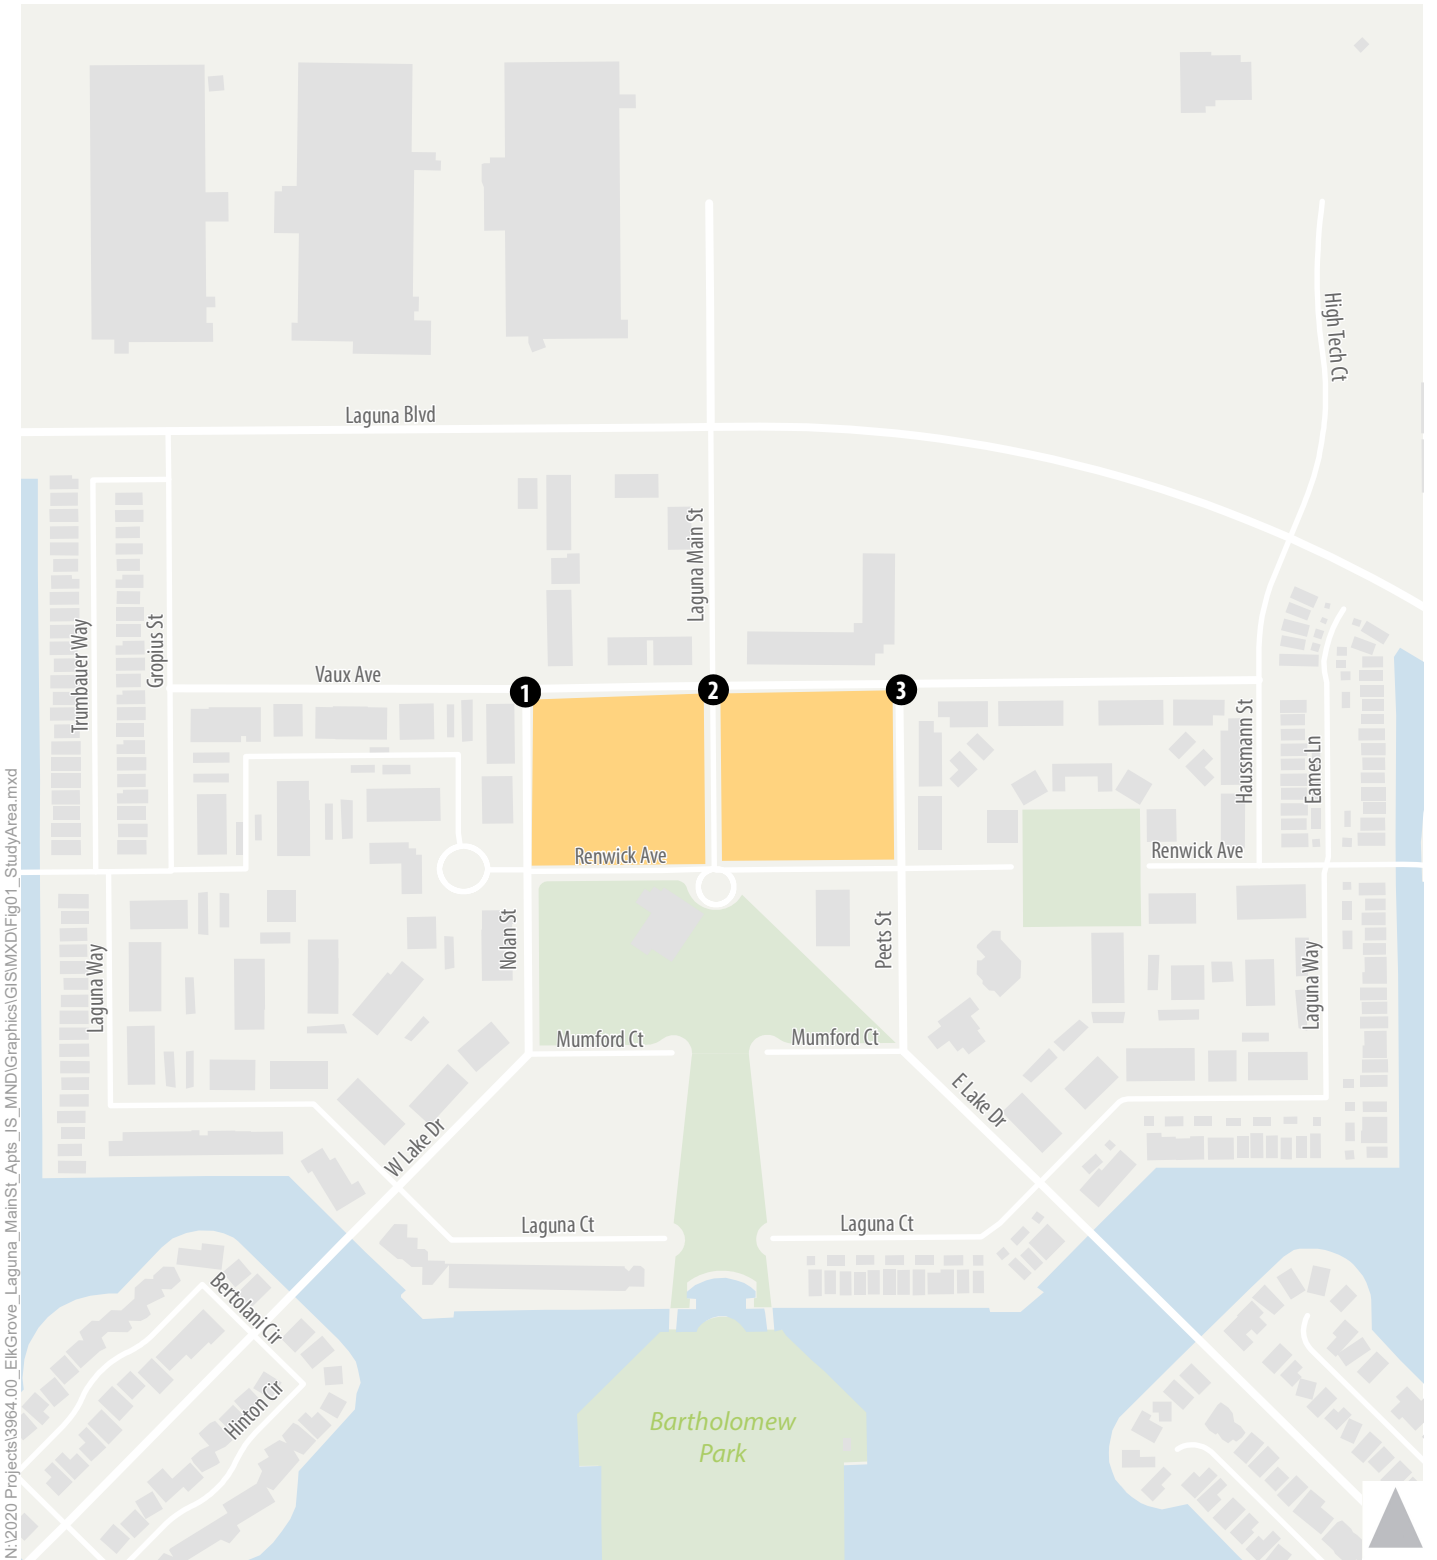 High Tech Ct
Laguna Blvd
Laguna Main St
Trumbauer Way
Gropius St
Vaux Ave
1
2
3
Haussmann St
Eames Ln
Renwick Ave
Renwick Ave
Nolan St
Peets St
Laguna Way
Laguna Way
Mumford Ct
Mumford Ct
W Lake Dr
E Lake Dr
Laguna Ct
Laguna Ct
Bertolani Cir
Hinton Cir
Bartholomew
Park
N:\2020 Projects\3964.00_ElkGrove_Laguna_MainSt_Apts_IS_MND\Graphics\GIS\MXD\Fig01_StudyArea.mxd